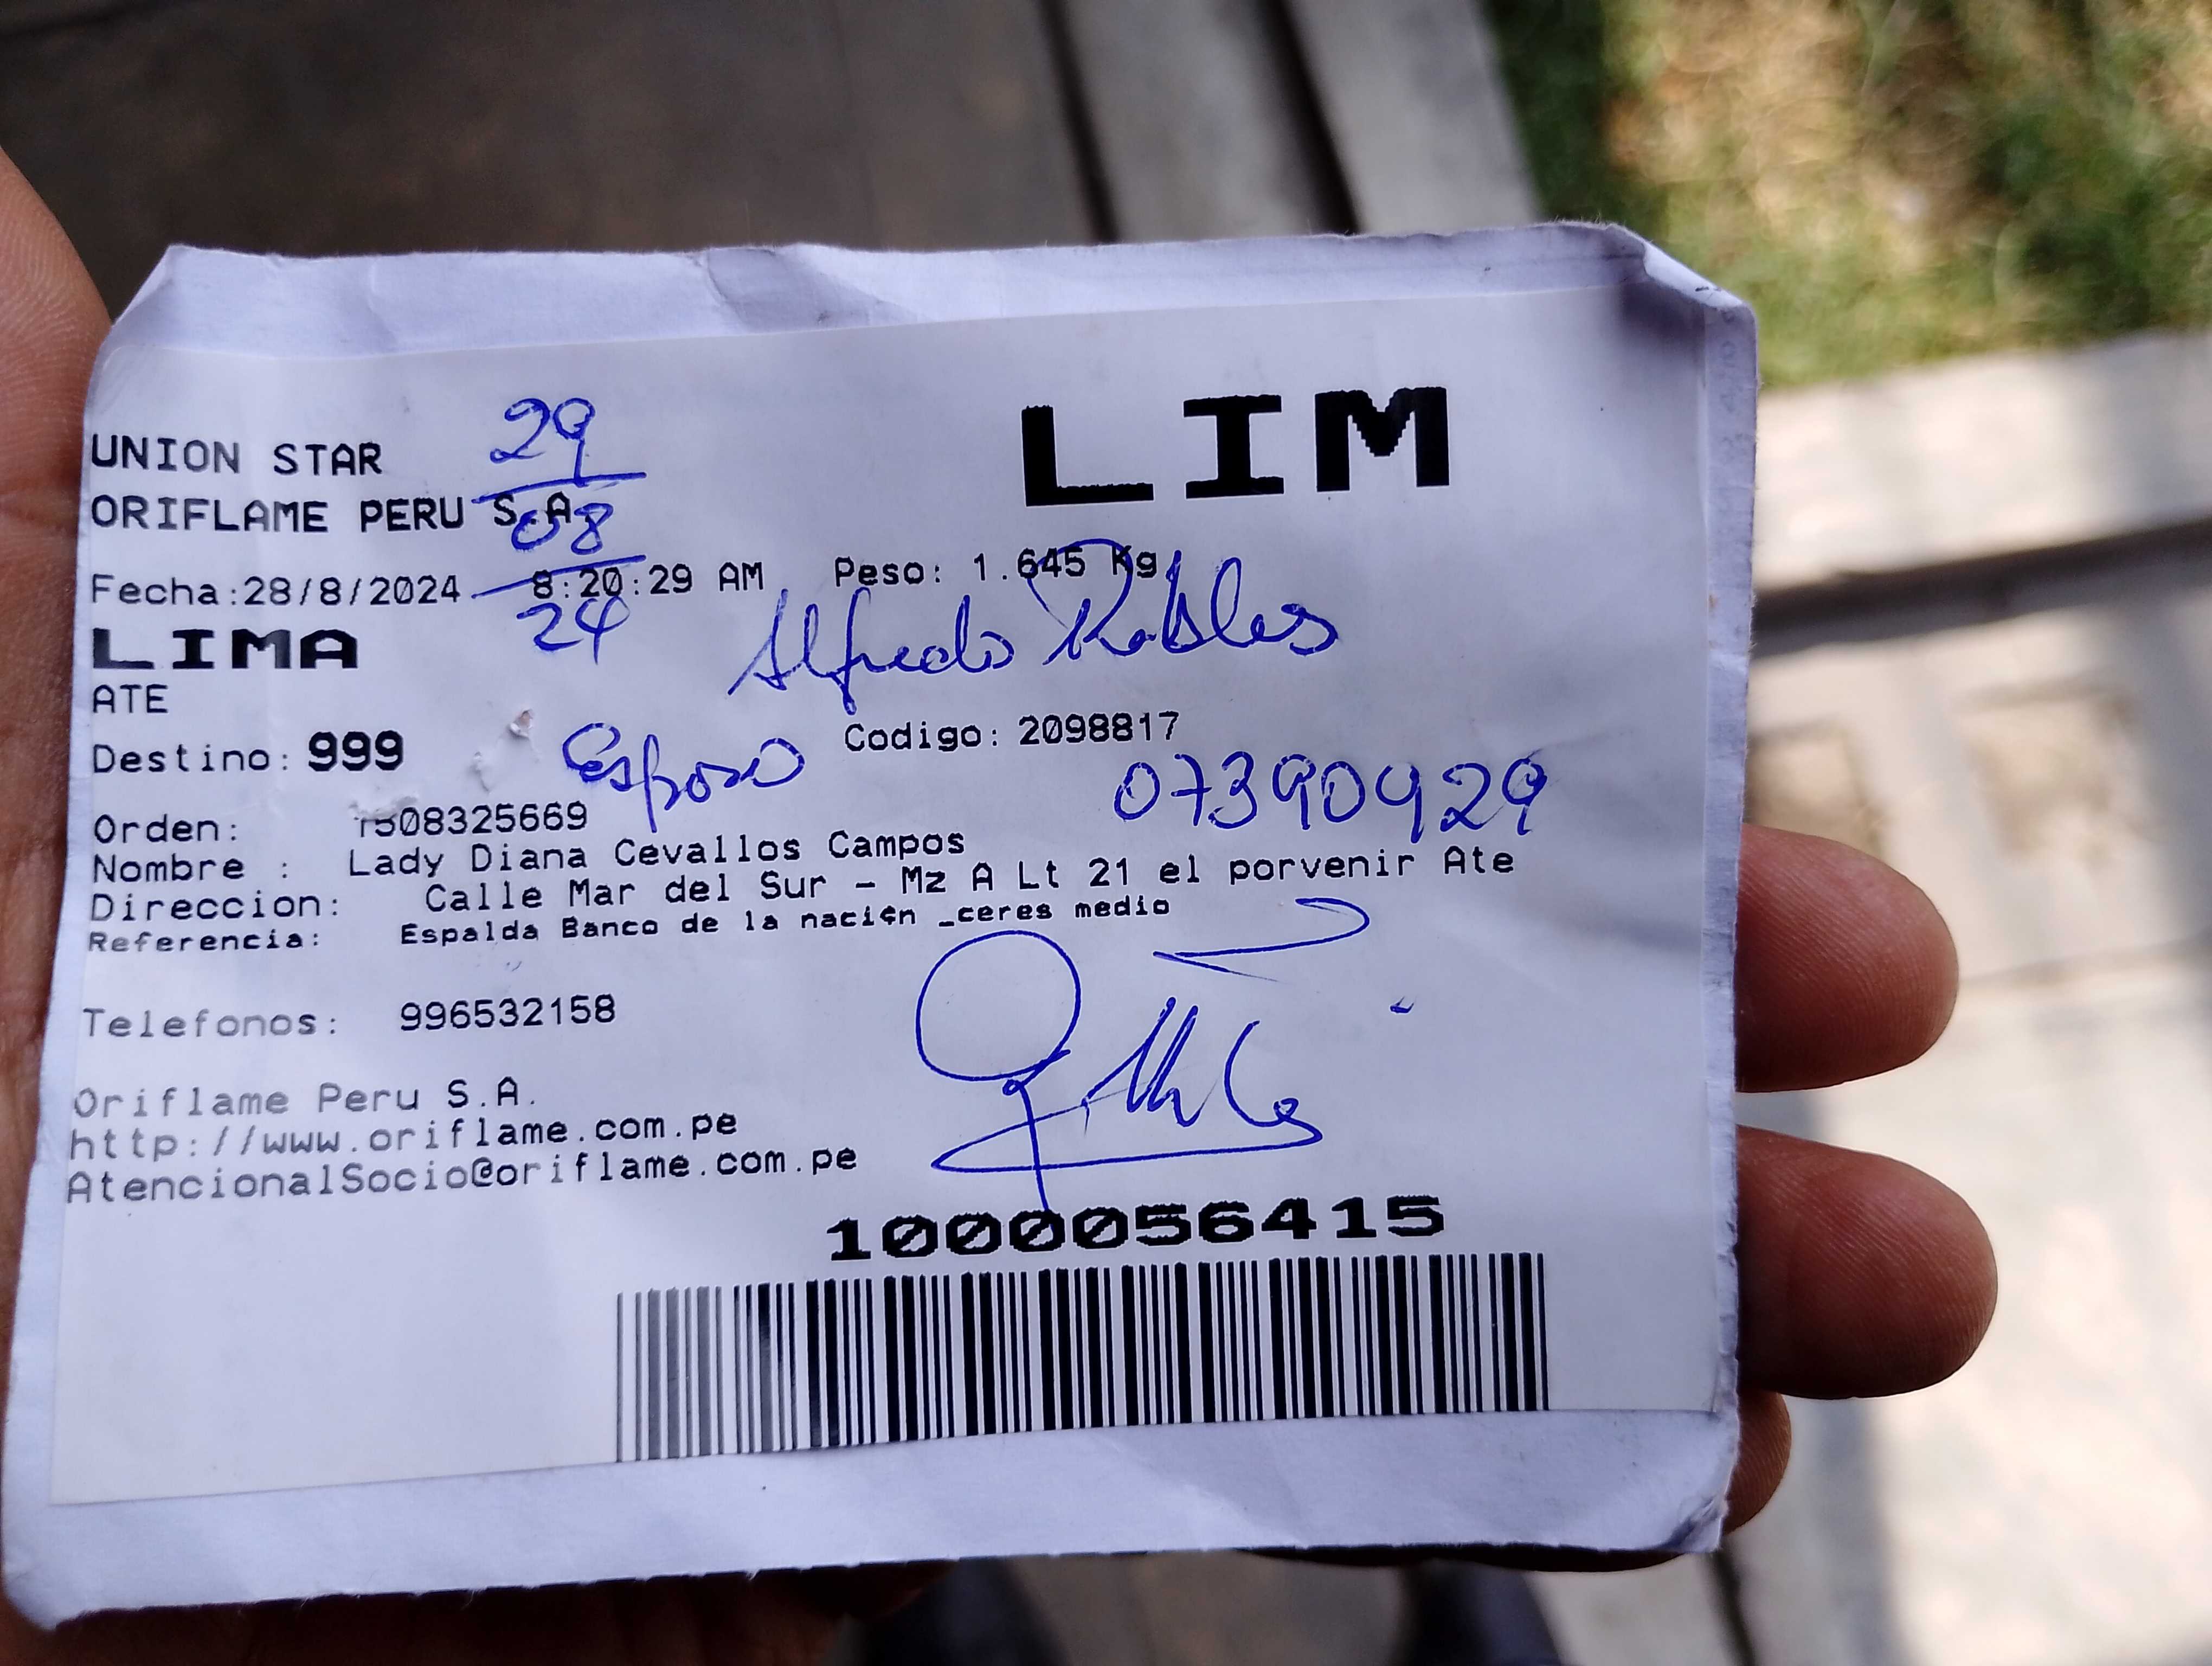 LIM
29
UNION STAR
ORIFLAME PERU S.A.
08
Fecha:28/8/2024 8:20:29 AM Peso: 1.645 Kg
24
LIMA
Alfredo Robles
ATE
Esposo
Codigo: 2098817
Destino: 999
07390929
Orden: 1508325669
Nombre : Lady Diana Cevallos Campos
Direccion: Calle Mar del Sur - Mz A Lt 21 el porvenir Ate
Referencia: Espalda Banco de la naci¢n _ceres medio
Telefonos: 996532158
Oriflame Peru S.A.
http://www.oriflame.com.pe
AtencionalSocio@oriflame.com.pe
1000056415